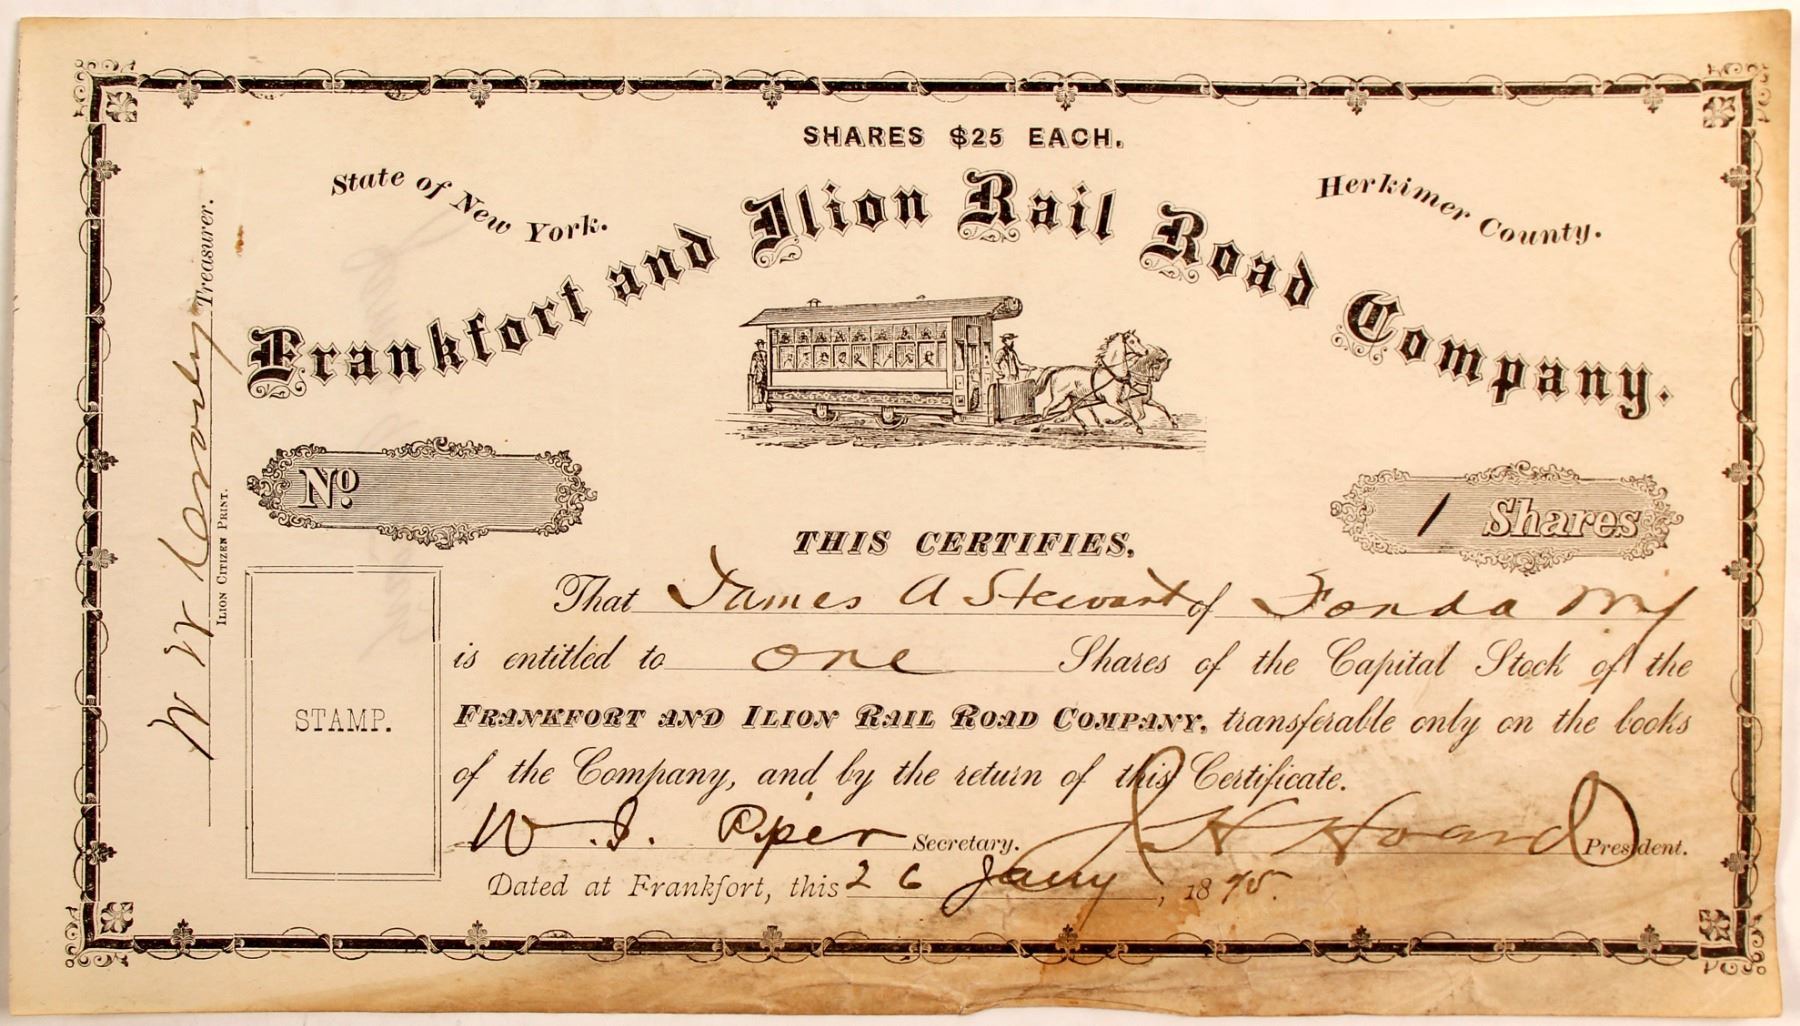 SHARES $25 EACH.
State of New York.
Herkimer County.
Frankfort and Ilion Rail Road Company.
No.
1 Shares
THIS CERTIFIES,
That James A Stewart of Fonda NY
is entitled to one Shares of the Capital Stock of the
FRANKFORT AND ILION RAIL ROAD COMPANY, transferable only on the books
of the Company, and by the return of this Certificate.
W. I. Piper Secretary. J H Hoard President.
Dated at Frankfort, this 26 Jany, 1875.
STAMP.
W W Treasurer.
ILION CITIZEN PRINT.